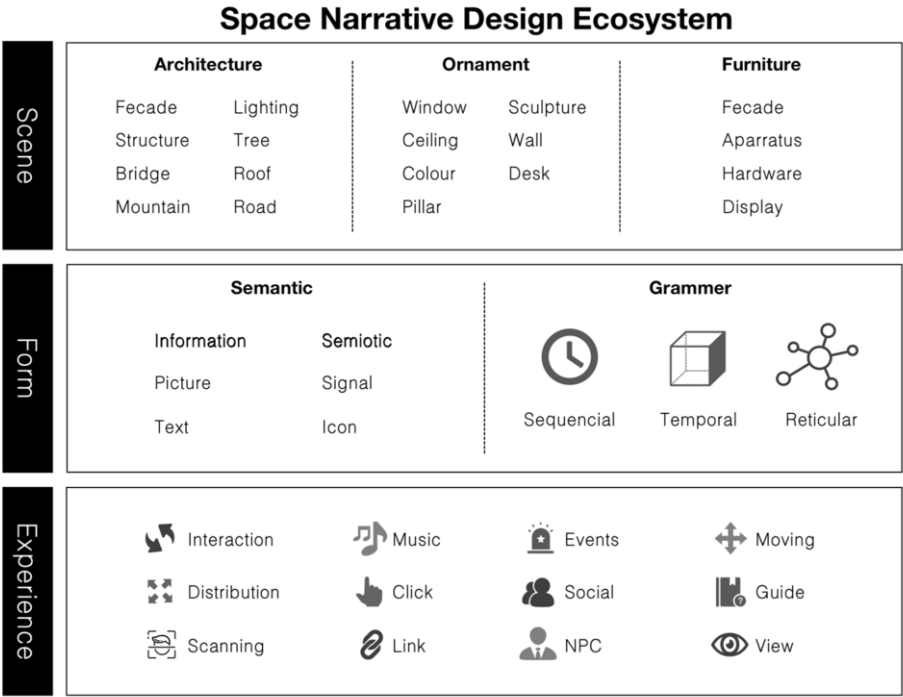 Space Narrative Design Ecosystem
Scene
Architecture
Fecade Lighting
Structure Tree
Bridge Roof
Mountain Road
Ornament
Window Sculpture
Ceiling Wall
Colour Desk
Pillar
Furniture
Fecade
Aparratus
Hardware
Display
Form
Semantic
Information Semiotic
Picture Signal
Text Icon
Grammer
Sequencial Temporal Reticular
Experience
Interaction Music Events Moving
Distribution Click Social Guide
Scanning Link NPC View